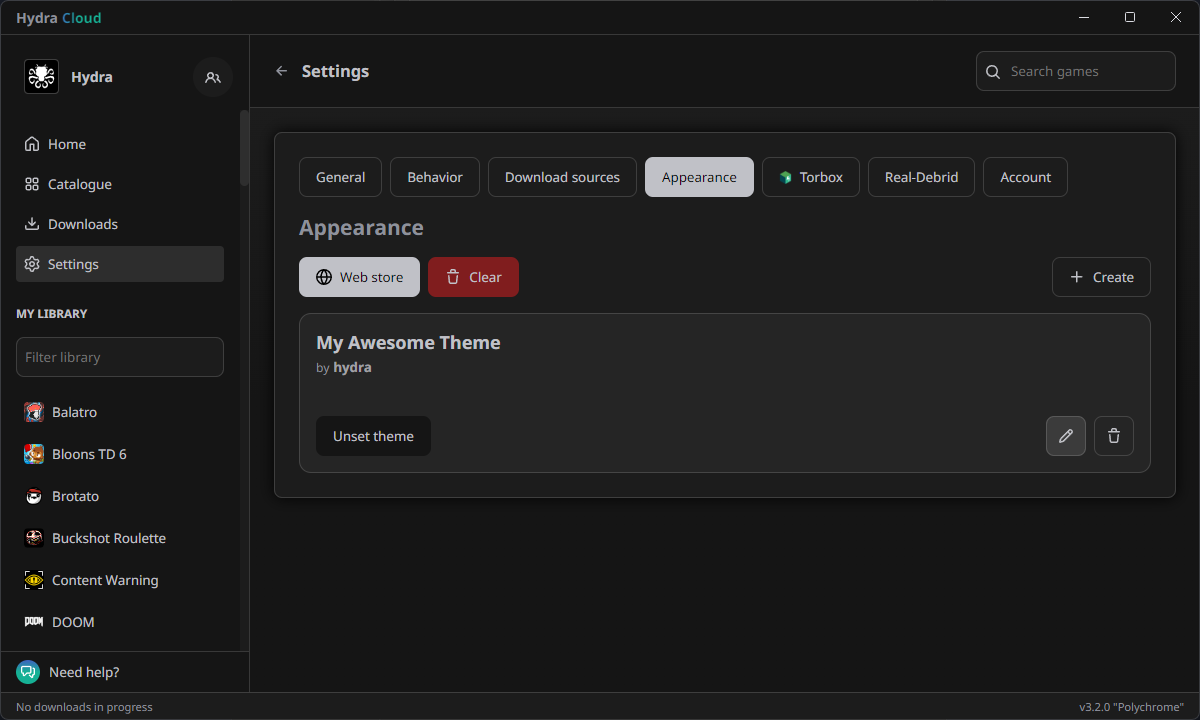 Hydra Cloud
Hydra
Home
Catalogue
Downloads
Settings
MY LIBRARY
Filter library
Balatro
Bloons TD 6
Brotato
Buckshot Roulette
Content Warning
DOOM
Need help?
Settings
Search games
General Behavior Download sources Appearance Torbox Real-Debrid Account
Appearance
Web store Clear Create
My Awesome Theme
by hydra
Unset theme
No downloads in progress
v3.2.0 "Polychrome"